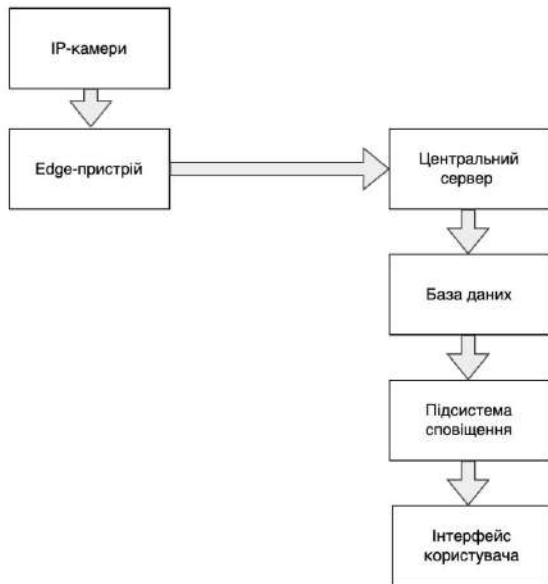 IP-камери
Edge-пристрій
Центральний
сервер
База даних
Підсистема
сповіщення
Інтерфейс
користувача